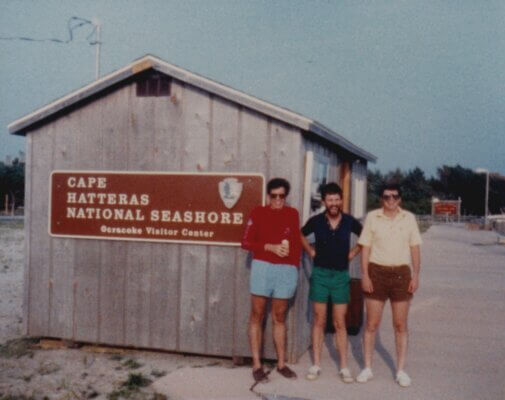 CAPE
HATTERAS
NATIONAL SEASHORE
Ocracoke Visitor Center